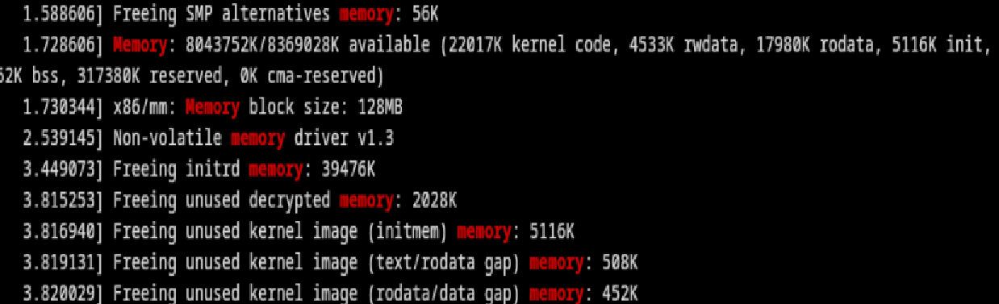 1.588606] Freeing SMP alternatives memory: 56K
1.728606] Memory: 8043752K/8369028K available (22017K kernel code, 4533K rwdata, 17980K rodata, 5116K init,
52K bss, 317380K reserved, 0K cma-reserved)
1.730344] x86/mm: Memory block size: 128MB
2.539145] Non-volatile memory driver v1.3
3.449073] Freeing initrd memory: 39476K
3.815253] Freeing unused decrypted memory: 2028K
3.816940] Freeing unused kernel image (initmem) memory: 5116K
3.819131] Freeing unused kernel image (text/rodata gap) memory: 508K
3.820029] Freeing unused kernel image (rodata/data gap) memory: 452K